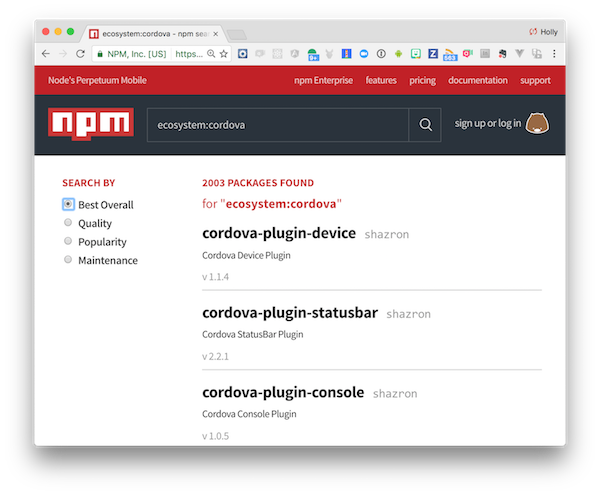 ecosystem:cordova - npm sea
Holly
NPM, Inc. [US]
https...
Node's Perpetuum Mobile
npm Enterprise
features
pricing
documentation
support
npm
ecosystem:cordova
sign up or log in
SEARCH BY
Best Overall
Quality
Popularity
Maintenance
2003 PACKAGES FOUND
for "ecosystem:cordova"
cordova-plugin-device shazron
Cordova Device Plugin
v 1.1.4
cordova-plugin-statusbar shazron
Cordova StatusBar Plugin
v 2.2.1
cordova-plugin-console shazron
Cordova Console Plugin
v 1.0.5